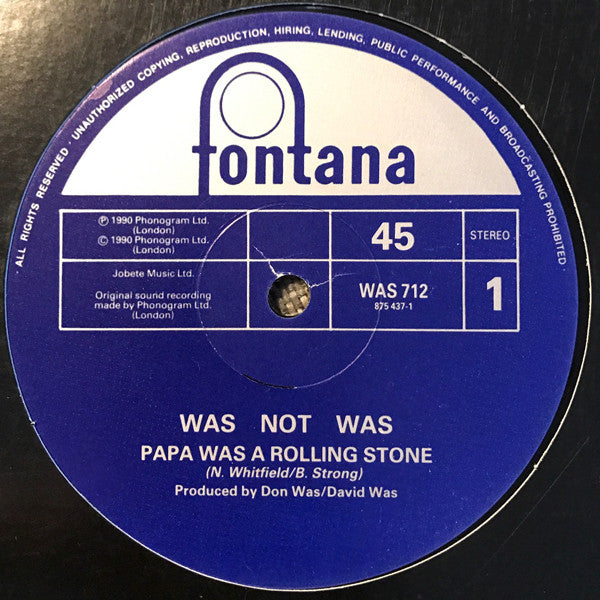 · ALL RIGHTS RESERVED · UNAUTHORIZED COPYING, REPRODUCTION, HIRING, LENDING, PUBLIC PERFORMANCE AND BROADCASTING PROHIBITED ·
fontana
℗ 1990 Phonogram Ltd.
(London)
© 1990 Phonogram Ltd.
(London)
45
STEREO
Jobete Music Ltd.
Original sound recording
made by Phonogram Ltd.
(London)
WAS 712
875 437-1
1
WAS NOT WAS
PAPA WAS A ROLLING STONE
(N. Whitfield/B. Strong)
Produced by Don Was/David Was